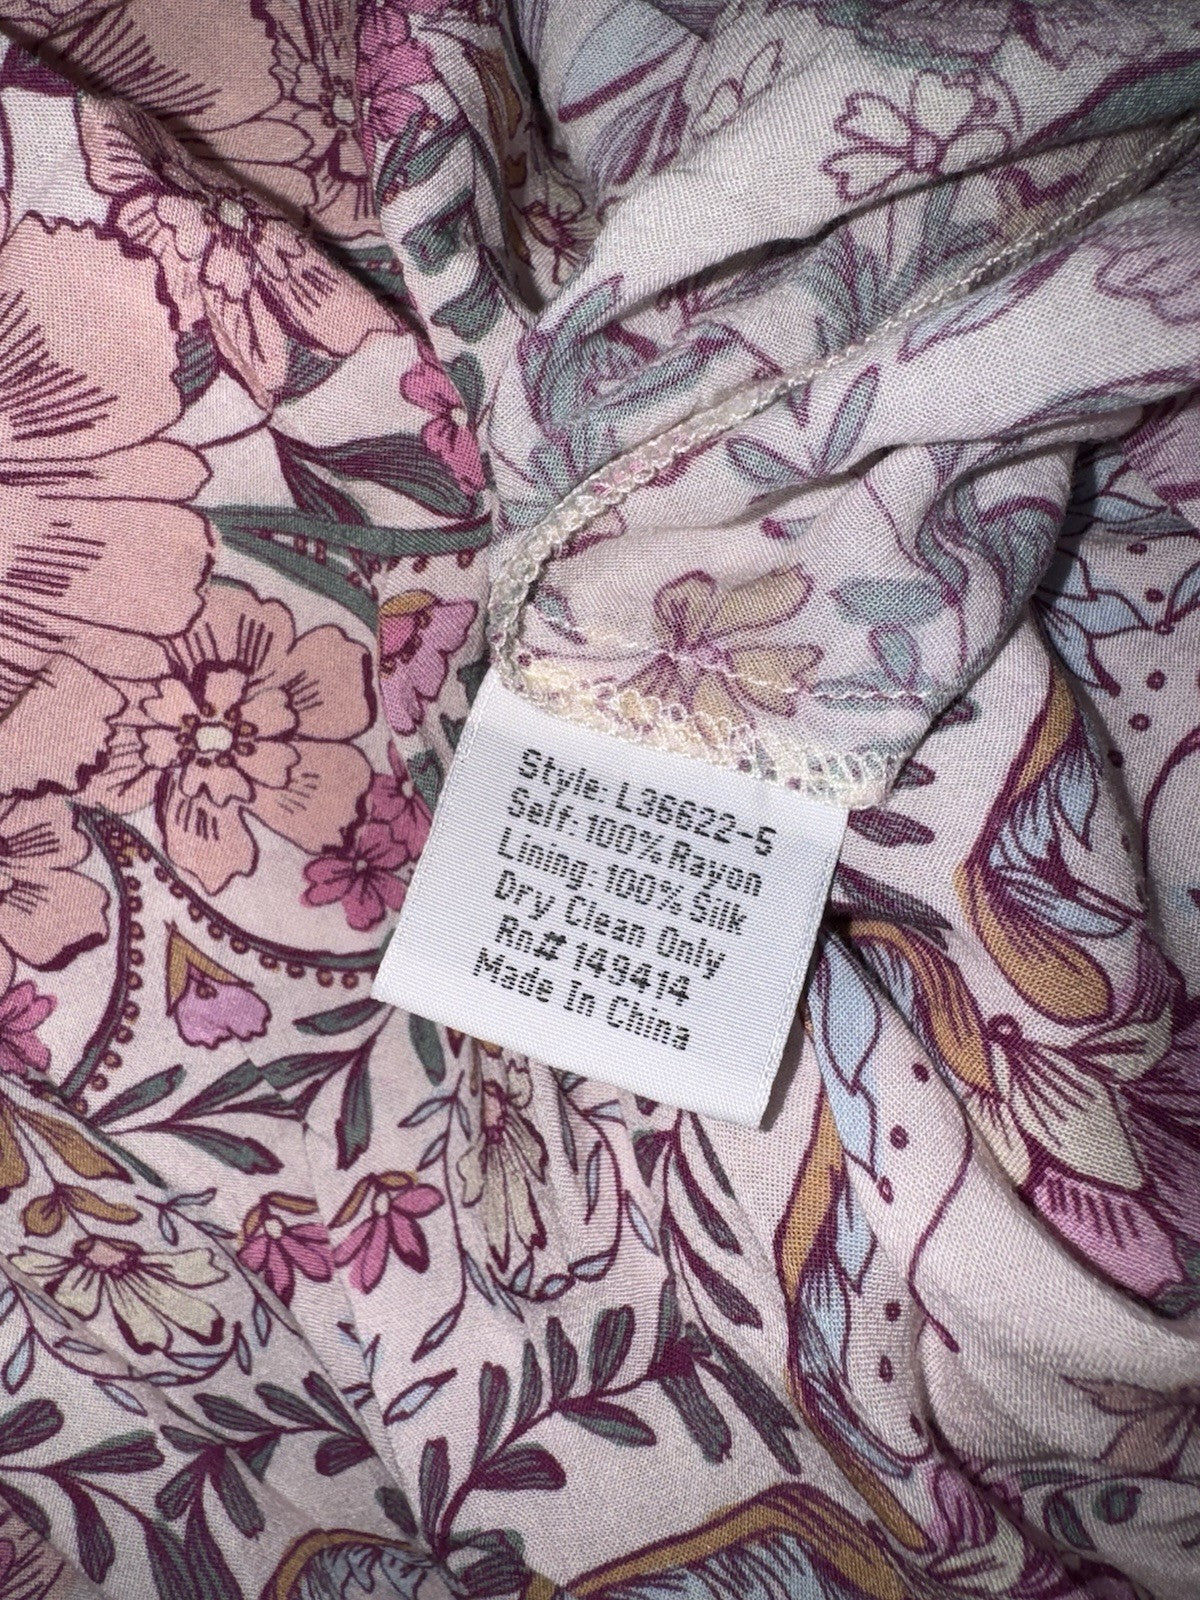 Style: L36622-5
Self: 100% Rayon
Lining: 100% Silk
Dry Clean Only
Rn# 149414
Made In China